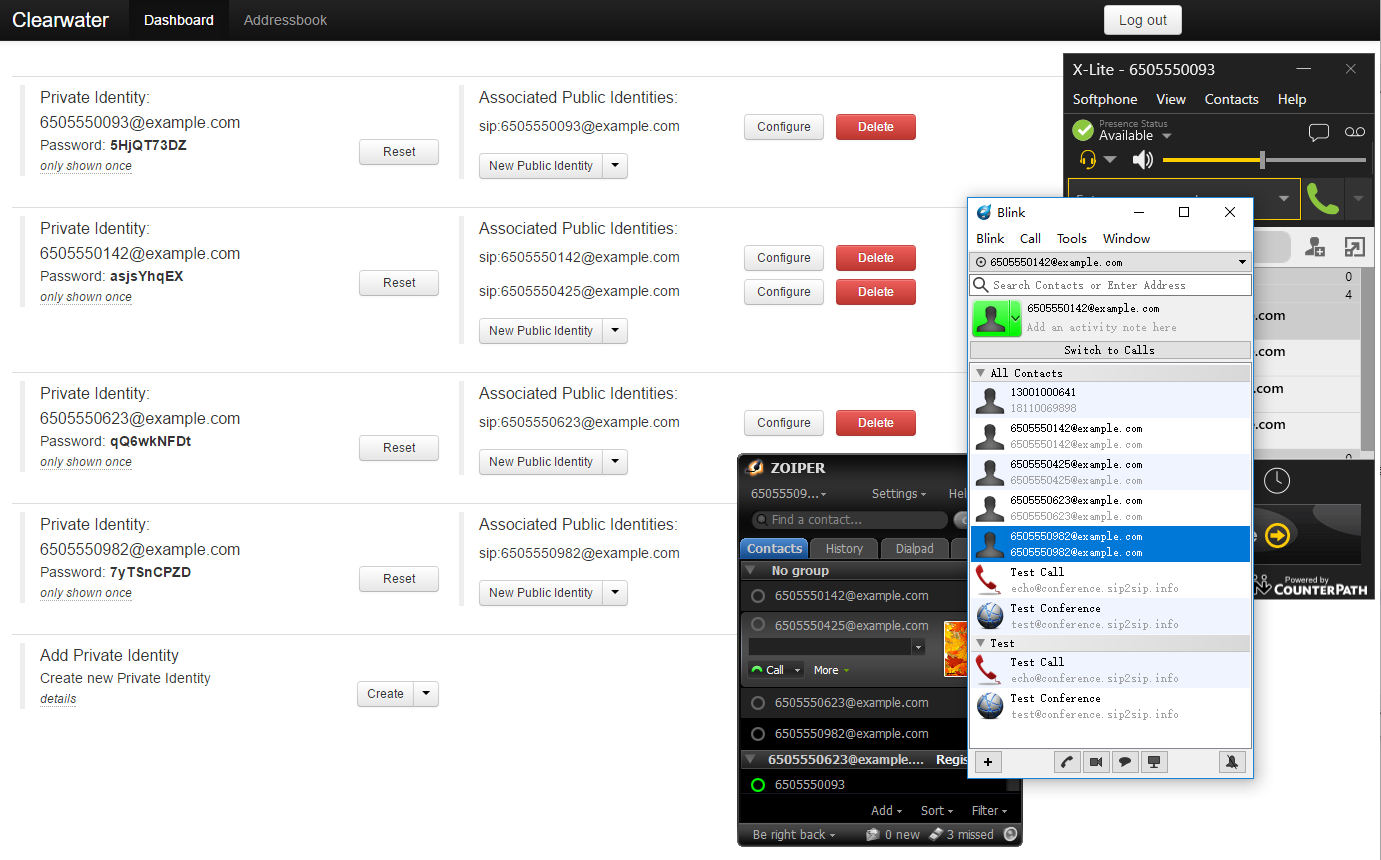 Clearwater
Dashboard
Addressbook
Log out
Private Identity:
6505550093@example.com
Password: 5HjQT73DZ
only shown once
Reset
Associated Public Identities:
sip:6505550093@example.com
Configure
Delete
New Public Identity
Private Identity:
6505550142@example.com
Password: asjsYhqEX
only shown once
Reset
Associated Public Identities:
sip:6505550142@example.com
Configure
Delete
sip:6505550425@example.com
Configure
Delete
New Public Identity
Private Identity:
6505550623@example.com
Password: qQ6wkNFDt
only shown once
Reset
Associated Public Identities:
sip:6505550623@example.com
Configure
Delete
New Public Identity
Private Identity:
6505550982@example.com
Password: 7yTSnCPZD
only shown once
Reset
Associated Public Identities:
sip:6505550982@example.com
New Public Identity
Add Private Identity
Create new Private Identity
details
Create
X-Lite - 6505550093
Softphone View Contacts Help
Presence Status
Available
0
4
.com
.com
.com
.com
Powered by
COUNTERPATH
Blink
Blink Call Tools Window
6505550142@example.com
Search Contacts or Enter Address
6505550142@example.com
Add an activity note here
Switch to Calls
All Contacts
13001000641
18110069898
6505550142@example.com
6505550142@example.com
6505550425@example.com
6505550425@example.com
6505550623@example.com
6505550623@example.com
6505550982@example.com
6505550982@example.com
Test Call
echo@conference.sip2sip.info
Test Conference
test@conference.sip2sip.info
Test
Test Call
echo@conference.sip2sip.info
Test Conference
test@conference.sip2sip.info
ZOIPER
65055509... Settings Hel
Find a contact...
Contacts History Dialpad
No group
6505550142@example.com
6505550425@example.com
Call More
6505550623@example.com
6505550982@example.com
6505550623@example.... Regis
6505550093
Add Sort Filter
Be right back 0 new 3 missed